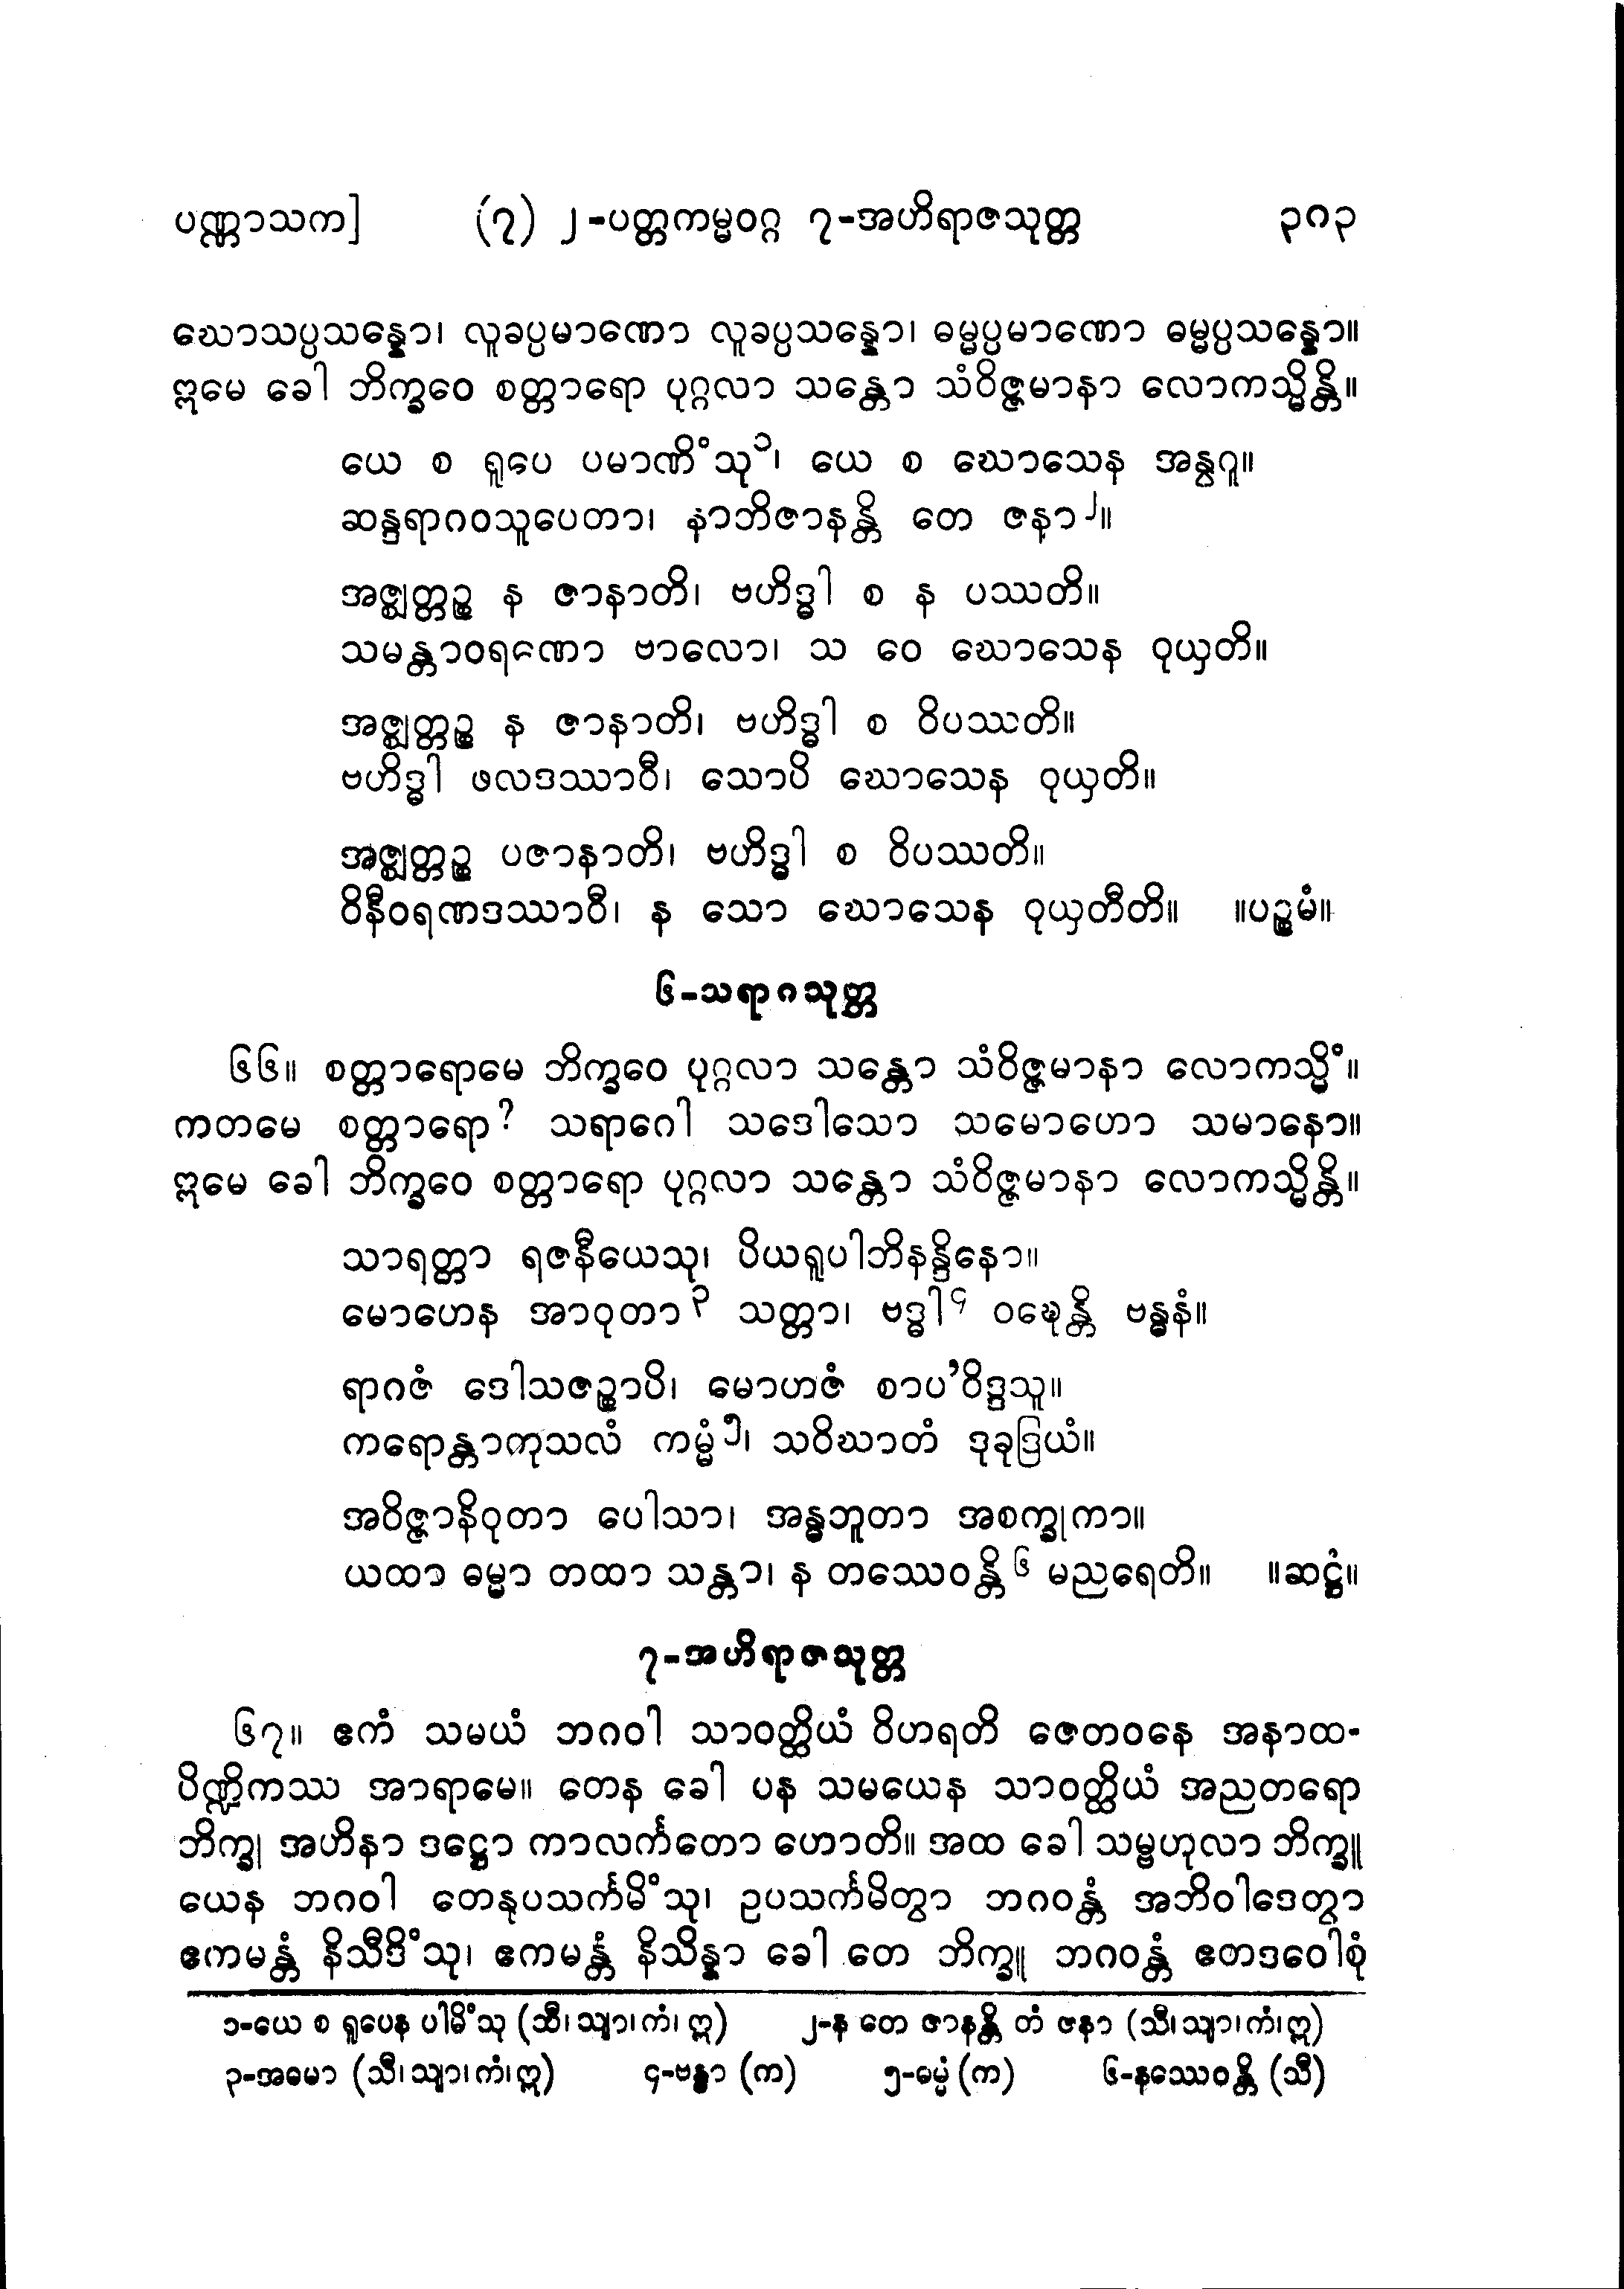 ပဏ္ဏာသက] (၇) ၂-ပတ္တကမ္မဝဂ္ဂ ၇-အဟိရာဇသုတ္တ ၃၈၃
ဃောသပ္ပသန္နော၊ လူခပ္ပမာဏော လူခပ္ပသန္နော၊ ဓမ္မပ္ပမာဏော ဓမ္မပ္ပသန္နော။
ဣမေ ခေါ ဘိက္ခဝေ စတ္တာရော ပုဂ္ဂလာ သန္တော သံဝိဇ္ဇမာနာ လောကသ္မိန္တိ။
ယေ စ ရူပေ ပမာဏိံသု၁၊ ယေ စ ဃောသေန အနွဂူ။
ဆန္ဒရာဂဝသူပေတာ၊ နာဘိဇာနန္တိ တေ ဇနာ၂။
အဇ္ဈတ္တဉ္စ န ဇာနာတိ၊ ဗဟိဒ္ဓါ စ န ပဿတိ။
သမန္တာဝရဏော ဗာလော၊ သ ဝေ ဃောသေန ဝုယှတိ။
အဇ္ဈတ္တဉ္စ န ဇာနာတိ၊ ဗဟိဒ္ဓါ စ ဝိပဿတိ။
ဗဟိဒ္ဓါ ဖလဒဿာဝီ၊ သောပိ ဃောသေန ဝုယှတိ။
အဇ္ဈတ္တဉ္စ ပဇာနာတိ၊ ဗဟိဒ္ဓါ စ ဝိပဿတိ။
ဝိနီဝရဏဒဿာဝီ၊ န သော ဃောသေန ဝုယှတီတိ။ ။ပဉ္စမံ။
၆-သရာဂသုတ္တ
၆၆။ စတ္တာရောမေ ဘိက္ခဝေ ပုဂ္ဂလာ သန္တော သံဝိဇ္ဇမာနာ လောကသ္မိံ။
ကတမေ စတ္တာရော? သရာဂေါ သဒေါသော သမောဟော သမာနော။
ဣမေ ခေါ ဘိက္ခဝေ စတ္တာရော ပုဂ္ဂလာ သန္တော သံဝိဇ္ဇမာနာ လောကသ္မိန္တိ။
သာရတ္တာ ရဇနီယေသု၊ ပိယရူပါဘိနန္ဒိနော။
မောဟေန အာဝုတာ၃ သတ္တာ၊ ဗဒ္ဓါ၄ ဝဍ္ဎေန္တိ ဗန္ဓနံ။
ရာဂဇံ ဒေါသဇဉ္စာပိ၊ မောဟဇံ စာပ’ဝိဒ္ဒသူ။
ကရောန္တာကုသလံ ကမ္မံ၅၊ သဝိဃာတံ ဒုခုဒြယံ။
အဝိဇ္ဇာနိဝုတာ ပေါသာ၊ အန္ဓဘူတာ အစက္ခုကာ။
ယထာ ဓမ္မာ တထာ သန္တာ၊ န တဿေဝန္တိ၆ မညရေတိ။ ။ဆဋ္ဌံ။
၇-အဟိရာဇသုတ္တ
၆၇။ ဧကံ သမယံ ဘဂဝါ သာဝတ္ထိယံ ဝိဟရတိ ဇေတဝနေ အနာထ-
ပိဏ္ဍိကဿ အာရာမေ။ တေန ခေါ ပန သမယေန သာဝတ္ထိယံ အညတရော
ဘိက္ခု အဟိနာ ဒဋ္ဌော ကာလင်္ကတော ဟောတိ။ အထ ခေါ သမ္ဗဟုလာ ဘိက္ခူ
ယေန ဘဂဝါ တေနုပသင်္ကမိံသု၊ ဥပသင်္ကမိတွာ ဘဂဝန္တံ အဘိဝါဒေတွာ
ဧကမန္တံ နိသီဒိံသု၊ ဧကမန္တံ နိသိန္နာ ခေါ တေ ဘိက္ခူ ဘဂဝန္တံ ဧတဒဝေါစုံ
၁-ယေ စ ရူပေန ပါမိံသု (သီ၊သျာ၊ကံ၊ဣ) ၂-န တေ ဇာနန္တိ တံ ဇနာ (သီ၊သျာ၊ကံ၊ဣ)
၃-အဓမာ (သီ၊သျာ၊ကံ၊ဣ) ၄-ဗန္ဓာ (က) ၅-ဓမ္မံ (က) ၆-နဿေဝန္တိ (သီ)